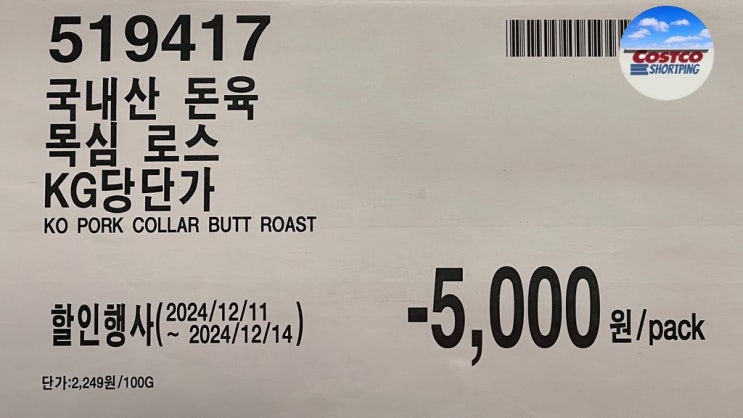 519417
COSTCO
SHORTPING
국내산 돈육
목심 로스
KG당단가
KO PORK COLLAR BUTT ROAST
할인행사(2024/12/11
~ 2024/12/14)
-5,000원/pack
단가:2,249원/100G